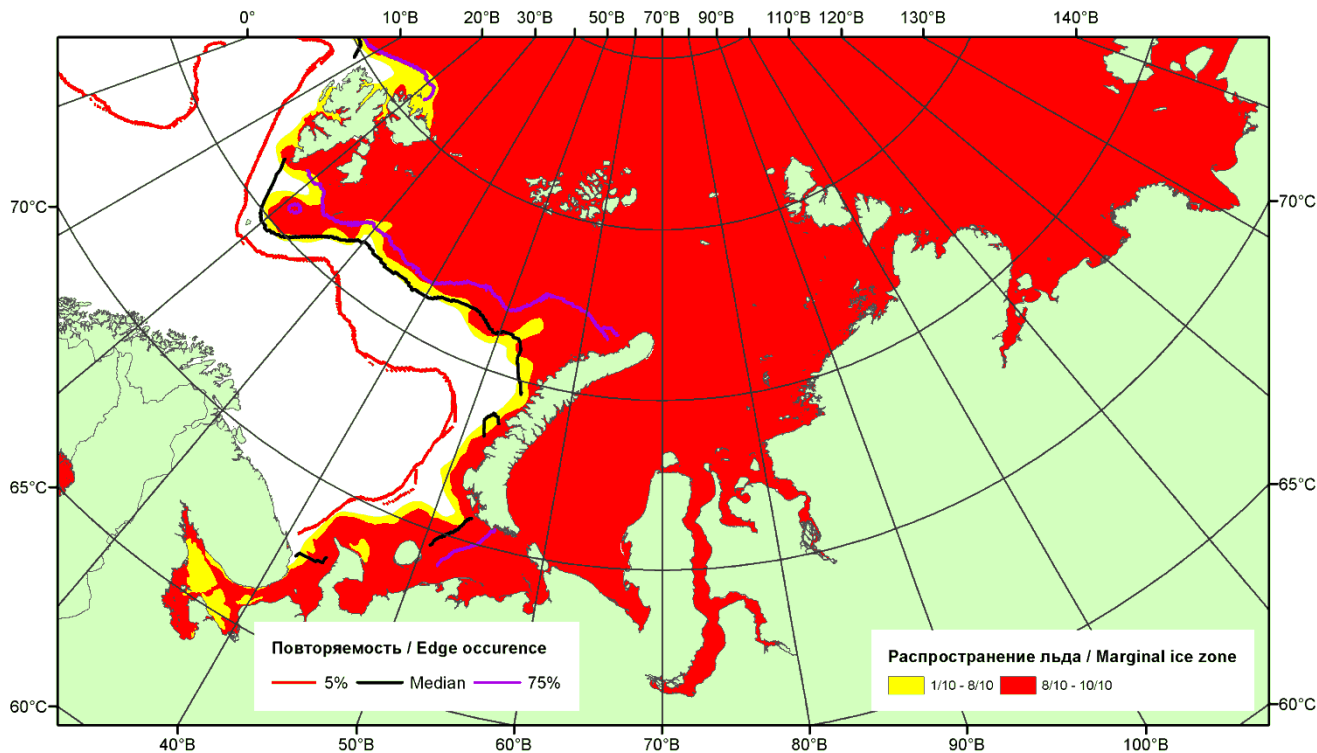 0° 10°В 20°В 30°В 50°В 70°В 90°В 110°В 120°В 130°В 140°В
70°С 70°С
65°С 65°С
60°С 60°С
Повторяемость / Edge occurence
5% Median 75%
Распространение льда / Marginal ice zone
1/10 - 8/10 8/10 - 10/10
40°В 50°В 60°В 70°В 80°В 90°В 100°В